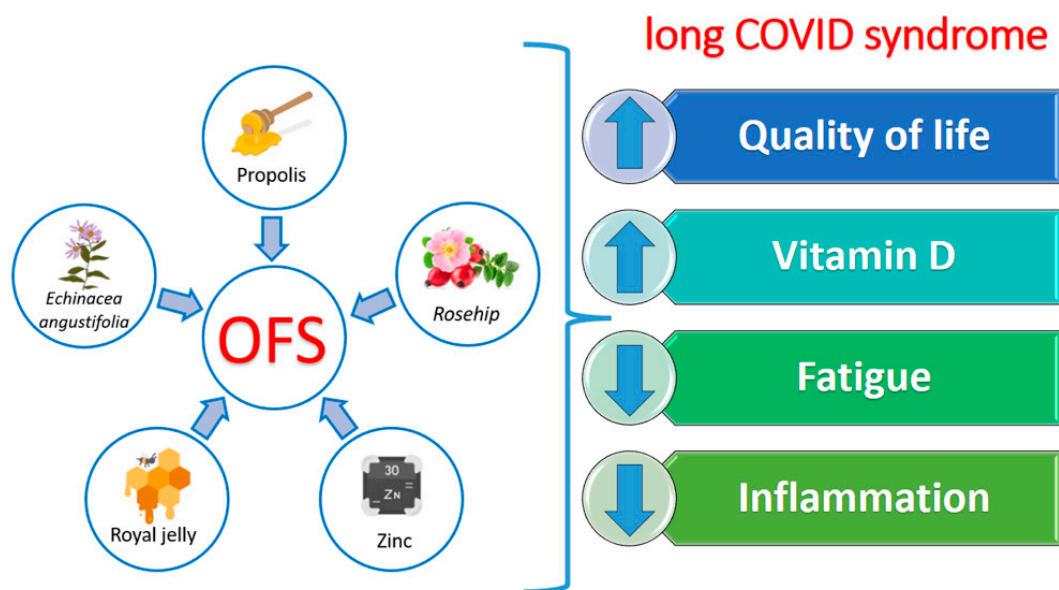 long COVID syndrome
Propolis
Echinacea
angustifolia
Rosehip
OFS
Royal jelly
30
ZN
Zinc
Quality of life
Vitamin D
Fatigue
Inflammation